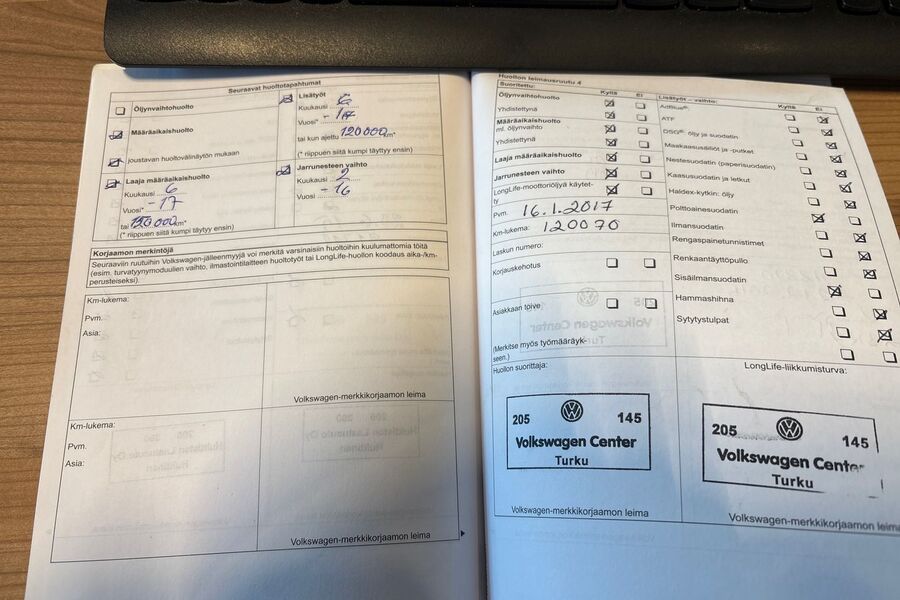 Seuraavat huoltotapahtumat
Öljynvaihtohuolto
Määräaikaishuolto
joustavan huoltovälinäytön mukaan
Laaja määräaikaishuolto
Kuukausi 6
Vuosi* -17
tai 120 000 km*
(* riippuen siitä kumpi täyttyy ensin)
Lisätyöt
Kuukausi 6
Vuosi* -17
tai kun ajettu 120000 km*
(* riippuen siitä kumpi täyttyy ensin)
Jarrunesteen vaihto
Kuukausi 2
Vuosi -16
Korjaamon merkintöjä
Seuraaviin ruutuihin Volkswagen-jälleenmyyjä voi merkitä varsinaisiin huoltoihin kuulumattomia töitä
(esim. turvatyynymoduulien vaihto, ilmastointilaitteen huoltotyöt tai LongLife-huollon koodaus aika-/km-
perusteiseksi).
Km-lukema:
Pvm.
Asia:
Volkswagen-merkkikorjaamon leima
Km-lukema:
Pvm.
Asia:
Volkswagen-merkkikorjaamon leima
Huollon leimausruutu 4
Suoritettu:
Kyllä Ei
Öljynvaihtohuolto
Yhdistettynä
Määräaikaishuolto
ml. öljynvaihto
Yhdistettynä
Laaja määräaikaishuolto
Jarrunesteen vaihto
LongLife-moottoriöljyä käytet-
ty
Pvm. 16.1.2017
Km-lukema: 120070
Laskun numero:
Korjauskehotus
Asiakkaan toive
(Merkitse myös työmääräyk-
seen.)
Lisätyöt – vaihto: Kyllä Ei
AdBlue®:
ATF
DSG® öljy ja suodatin
Maakaasusäiliöt ja -putket
Nestesuodatin (paperisuodatin)
Kaasusuodatin ja letkut
Haldex-kytkin: öljy
Polttoainesuodatin
Ilmansuodatin
Rengaspainetunnistimet
Renkaantäyttöpullo
Sisäilmansuodatin
Hammashihna
Sytytystulpat
Huollon suorittaja:
205 145
Volkswagen Center
Turku
Volkswagen-merkkikorjaamon leima
LongLife-liikkumisturva:
205 145
Volkswagen Center
Turku
Volkswagen-merkkikorjaamon leima